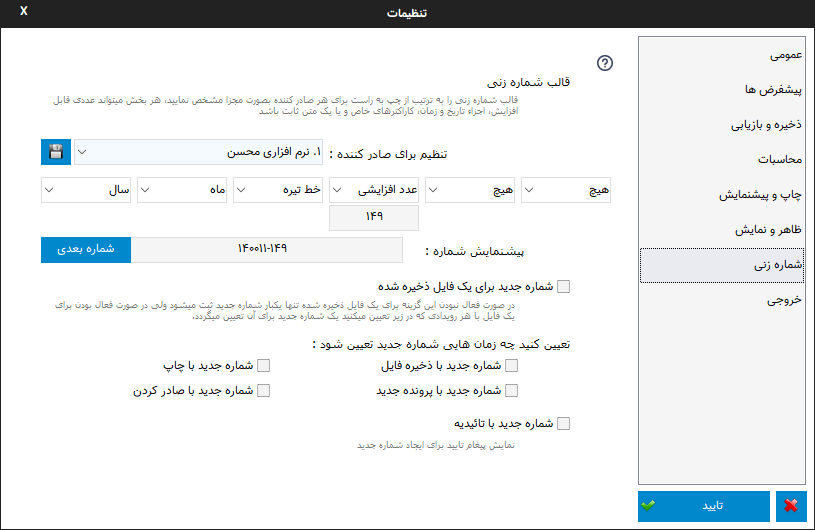 تنظیمات
X
عمومی
پیشفرض ها
ذخیره و بازیابی
محاسبات
چاپ و پیشنمایش
ظاهر و نمایش
شماره زنی
خروجی
تایید
قالب شماره زنی
قالب شماره زنی را به ترتیب از چپ به راست برای هر صادر کننده بصورت مجزا مشخص نمایید، هر بخش میتواند عددی قابل
افزایش، اجزاء تاریخ و زمان، کاراکترهای خاص و یا یک متن ثابت باشد
تنظیم برای صادر کننده :
۱. نرم افزاری محسن
هیچ
هیچ
عدد افزایشی
خط تیره
ماه
سال
۱۴۹
پیشنمایش شماره :
۱۴۰۰۱۱-۱۴۹
شماره بعدی
شماره جدید برای یک فایل ذخیره شده
در صورت فعال نبودن این گزینه برای یک فایل ذخیره شده تنها یکبار شماره جدید ثبت میشود ولی در صورت فعال بودن برای
یک فایل با هر رویدادی که در زیر تعیین میکنید یک شماره جدید برای آن تعیین میگردد.
تعیین کنید چه زمان هایی شماره جدید تعیین شود :
شماره جدید با ذخیره فایل
شماره جدید با چاپ
شماره جدید با پرونده جدید
شماره جدید با صادر کردن
شماره جدید با تائیدیه
نمایش پیغام تایید برای ایجاد شماره جدید